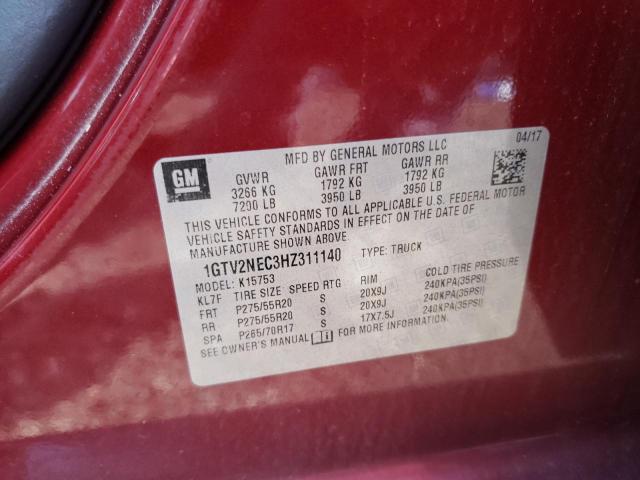 MFD BY GENERAL MOTORS LLC 04/17
GM GVWR GAWR FRT GAWR RR
3266 KG 1792 KG 1792 KG
7200 LB 3950 LB 3950 LB
THIS VEHICLE CONFORMS TO ALL APPLICABLE U.S. FEDERAL MOTOR
VEHICLE SAFETY STANDARDS IN EFFECT ON THE DATE OF
MANUFACTURE SHOWN ABOVE.
1GTV2NEC3HZ311140 TYPE: TRUCK
MODEL: K15753
KL7F TIRE SIZE SPEED RTG RIM COLD TIRE PRESSURE
FRT P275/55R20 S 20X9J 240KPA(35PSI)
RR P275/55R20 S 20X9J 240KPA(35PSI)
SPA P265/70R17 S 17X7.5J 240KPA(35PSI)
SEE OWNER'S MANUAL i